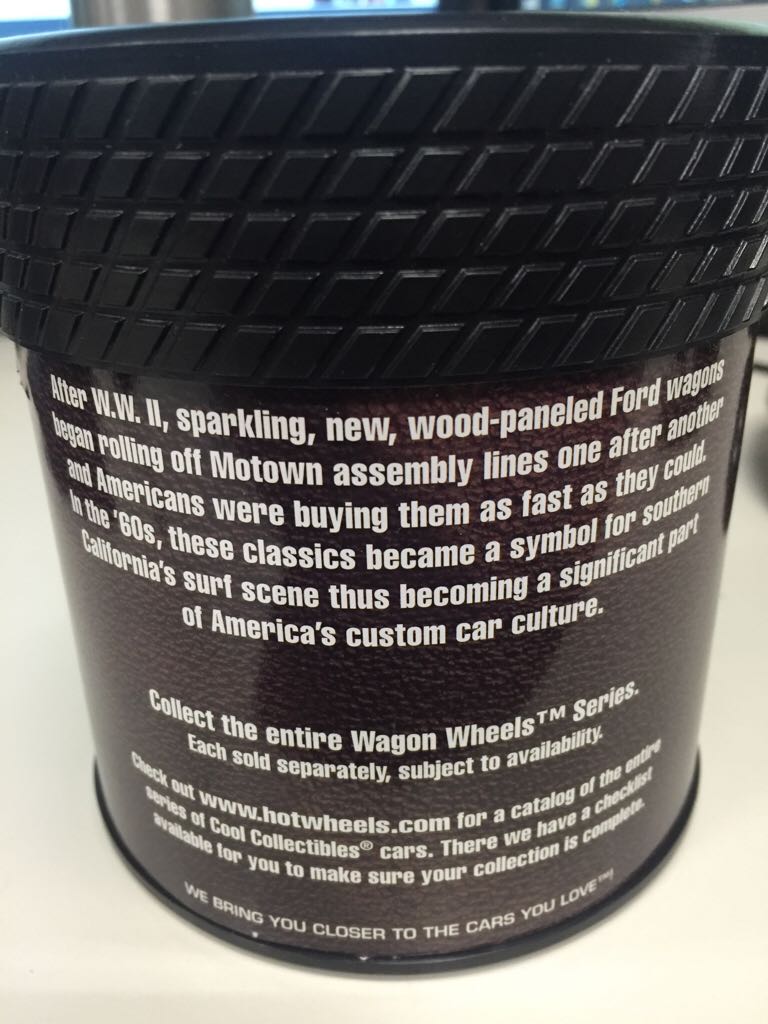 After W.W. II, sparkling, new, wood-paneled Ford wagons
began rolling off Motown assembly lines one after another
and Americans were buying them as fast as they could.
In the '60s, these classics became a symbol for southern
California's surf scene thus becoming a significant part
of America's custom car culture.
Collect the entire Wagon Wheels™ Series.
Each sold separately, subject to availability.
Check out www.hotwheels.com for a catalog of the entire
series of Cool Collectibles® cars. There we have a checklist
available for you to make sure your collection is complete.
WE BRING YOU CLOSER TO THE CARS YOU LOVE™!